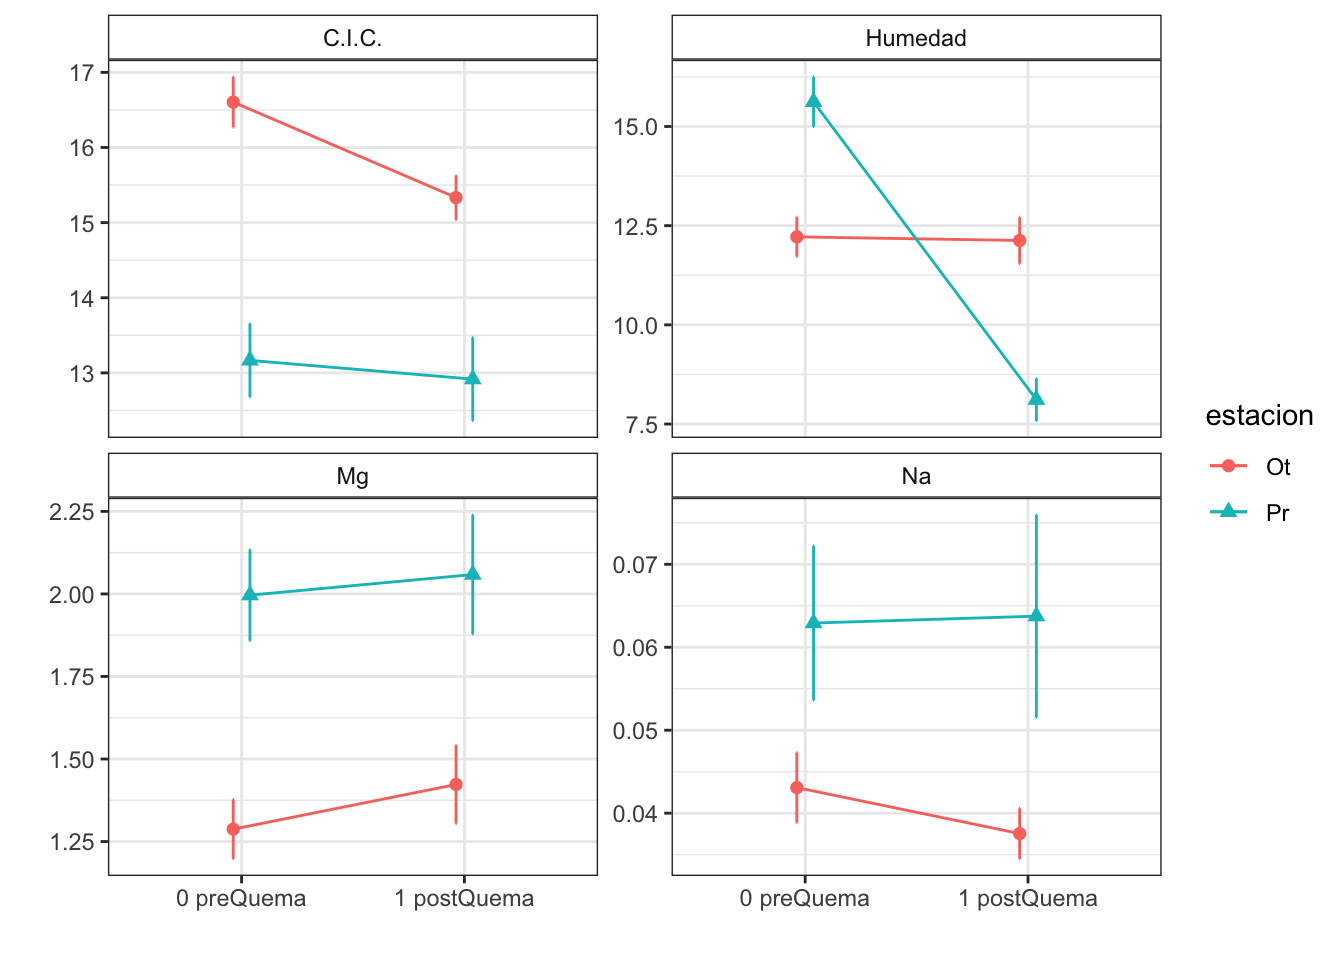 C.I.C.
17
16
15
14
13
Humedad
15.0
12.5
10.0
7.5
Mg
2.25
2.00
1.75
1.50
1.25
0 preQuema
1 postQuema
Na
0.07
0.06
0.05
0.04
0 preQuema
1 postQuema
estacion
Ot
Pr